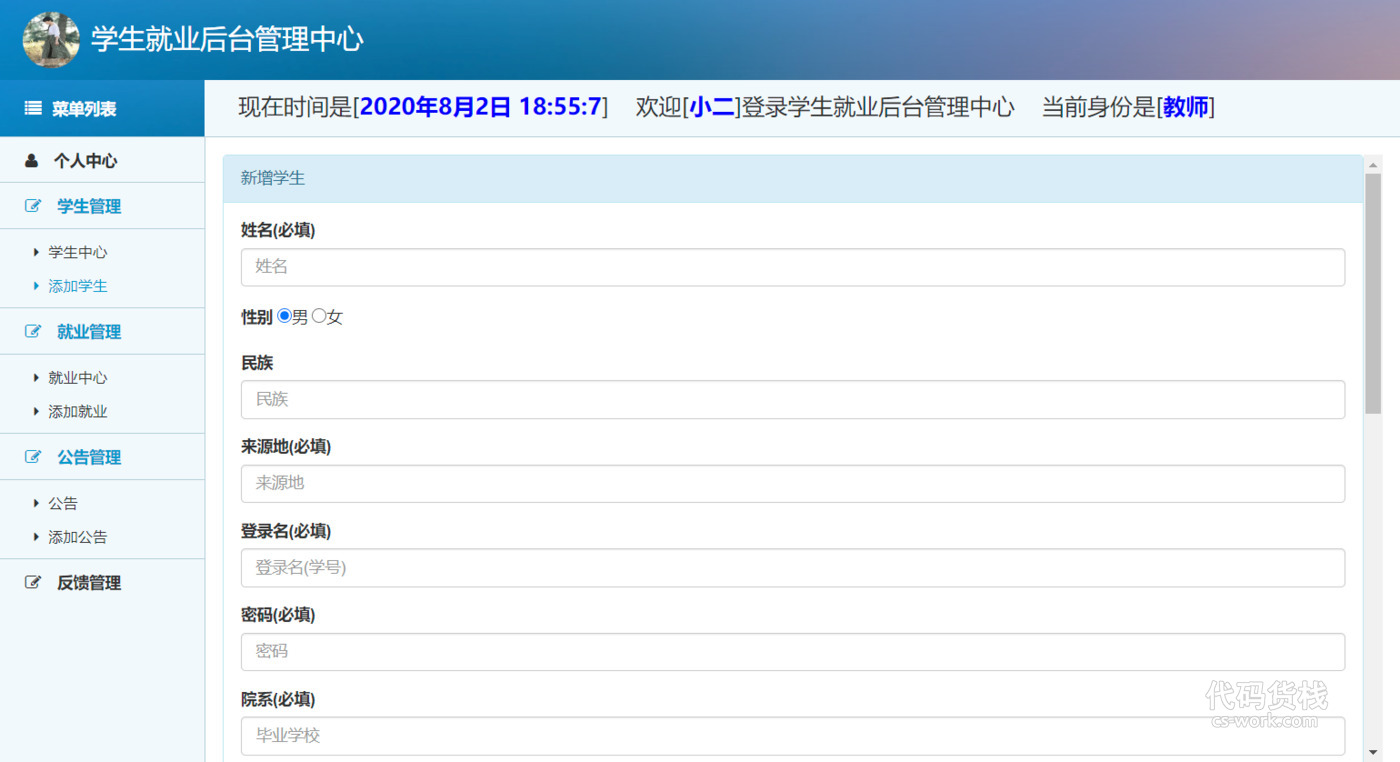 学生就业后台管理中心
菜单列表
现在时间是[2020年8月2日 18:55:7] 欢迎[小二]登录学生就业后台管理中心 当前身份是[教师]
个人中心
学生管理
学生中心
添加学生
就业管理
就业中心
添加就业
公告管理
公告
添加公告
反馈管理
新增学生
姓名(必填)
姓名
性别 男 女
民族
民族
来源地(必填)
来源地
登录名(必填)
登录名(学号)
密码(必填)
密码
院系(必填)
毕业学校
代码货栈
cs-work.com